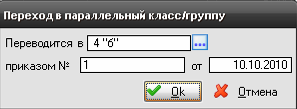 Переход в параллельный класс/группу
Переводится в 4 "б" ...
приказом № 1 от 10.10.2010
Ok Отмена